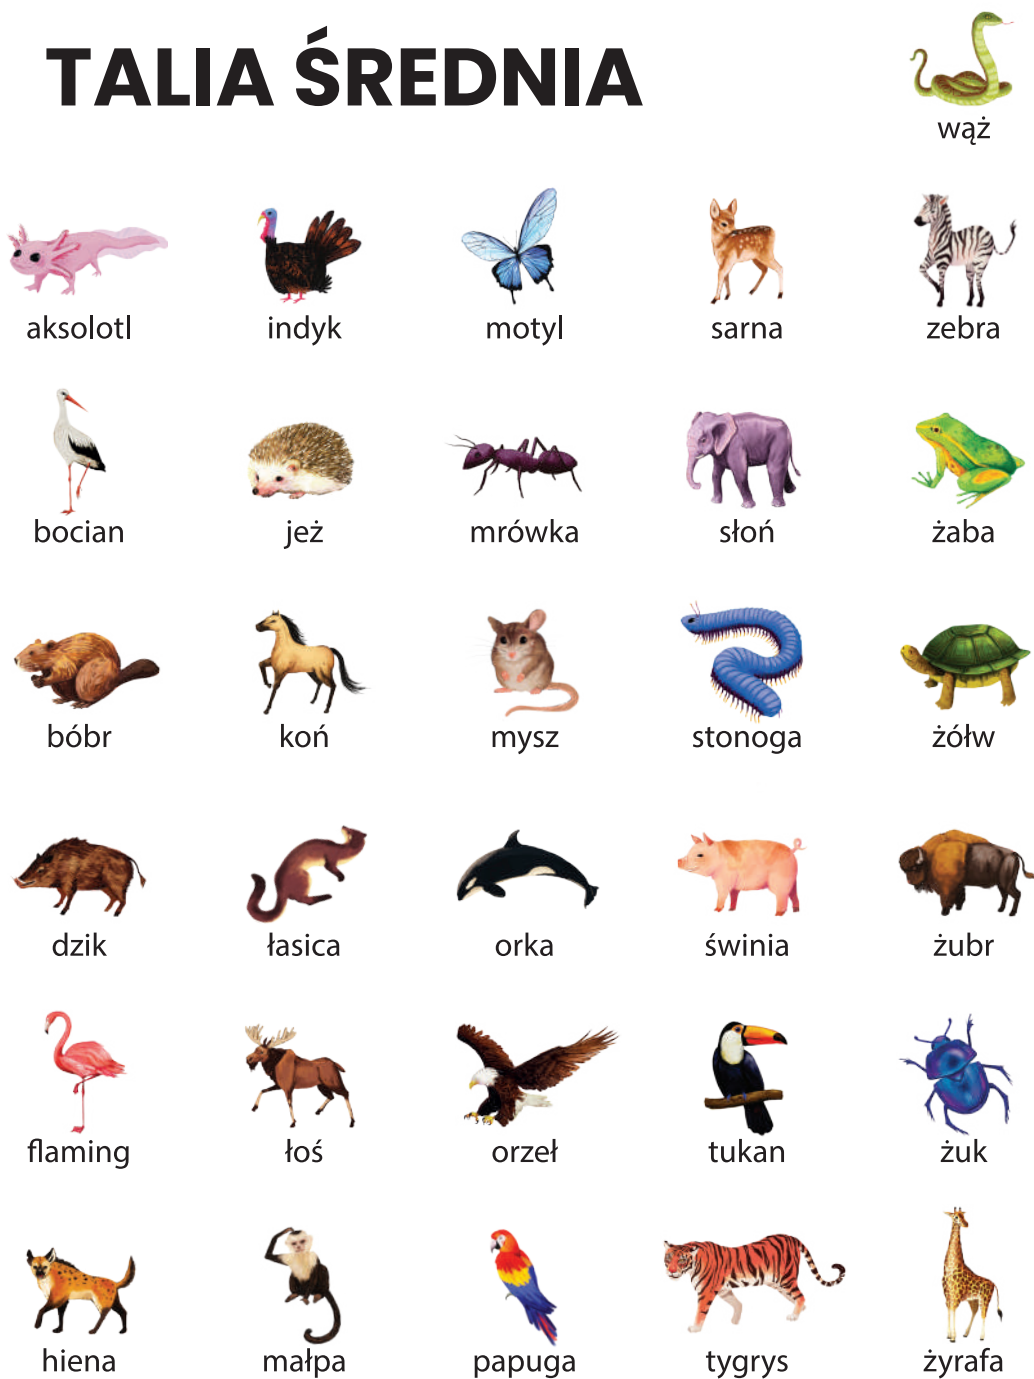 TALIA ŚREDNIA
wąż
aksolotl
indyk
motyl
sarna
zebra
bocian
jeż
mrówka
słoń
żaba
bóbr
koń
mysz
stonoga
żółw
dzik
łasica
orka
świnia
żubr
flaming
łoś
orzeł
tukan
żuk
hiena
małpa
papuga
tygrys
żyrafa